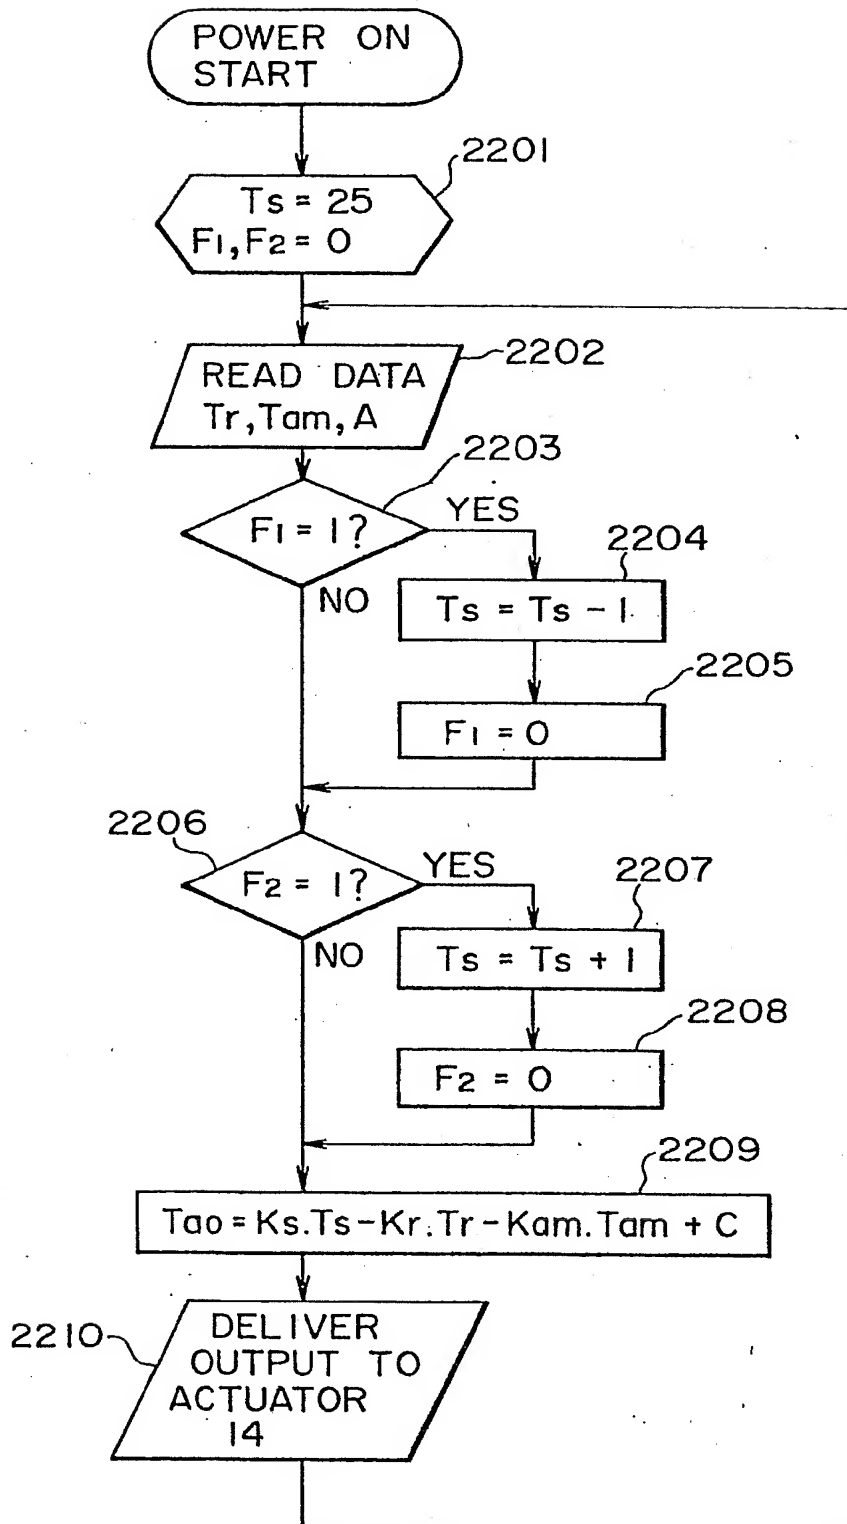 POWER ON
START
2201
Ts = 25
F1, F2 = 0
2202
READ DATA
Tr, Tam, A
2203
F1 = 1?
YES
NO
2204
Ts = Ts - 1
2205
F1 = 0
2206
F2 = 1?
YES
NO
2207
Ts = Ts + 1
2208
F2 = 0
2209
Tao = Ks.Ts-Kr.Tr-Kam.Tam + C
2210
DELIVER
OUTPUT TO
ACTUATOR
14